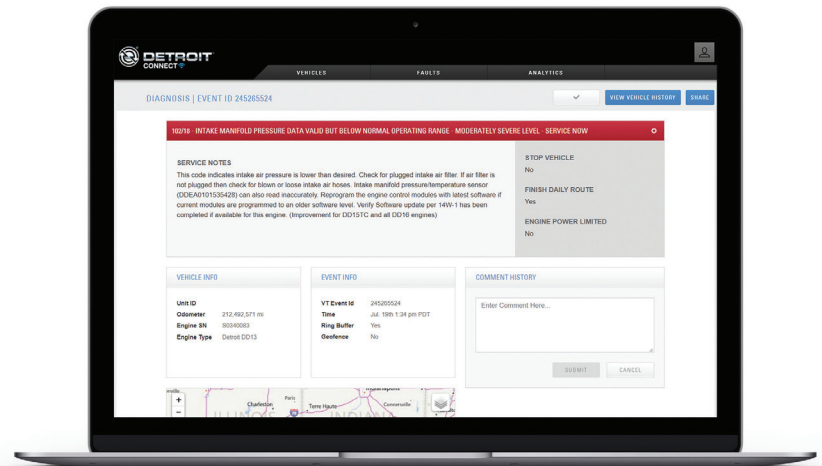 DETROIT
CONNECT
VEHICLES FAULTS ANALYTICS
DIAGNOSIS | EVENT ID 245265524
VIEW VEHICLE HISTORY SHARE
102/18 - INTAKE MANIFOLD PRESSURE DATA VALID BUT BELOW NORMAL OPERATING RANGE - MODERATELY SEVERE LEVEL - SERVICE NOW
SERVICE NOTES
This code indicates intake air pressure is lower than desired. Check for plugged intake air filter. If air filter is
not plugged then check for blown or loose intake air hoses. Intake manifold pressure/temperature sensor
(DDEA0101535428) can also read inaccurately. Reprogram the engine control modules with latest software if
current modules are programmed to an older software level. Verify Software update per 14W-1 has been
completed if available for this engine. (Improvement for DD15TC and all DD16 engines)
STOP VEHICLE
No
FINISH DAILY ROUTE
Yes
ENGINE POWER LIMITED
No
VEHICLE INFO
Unit ID
Odometer 212,492,571 mi
Engine SN 90340083
Engine Type Detroit DD13
EVENT INFO
VT Event Id 245265524
Time Jul. 19th 1:34 pm PDT
Ring Buffer Yes
Geofence No
COMMENT HISTORY
Enter Comment Here...
SUBMIT CANCEL
+
−
Charleston
Paris
Terre Haute
Indianapolis
Connersville
ILLINOIS
INDIANA